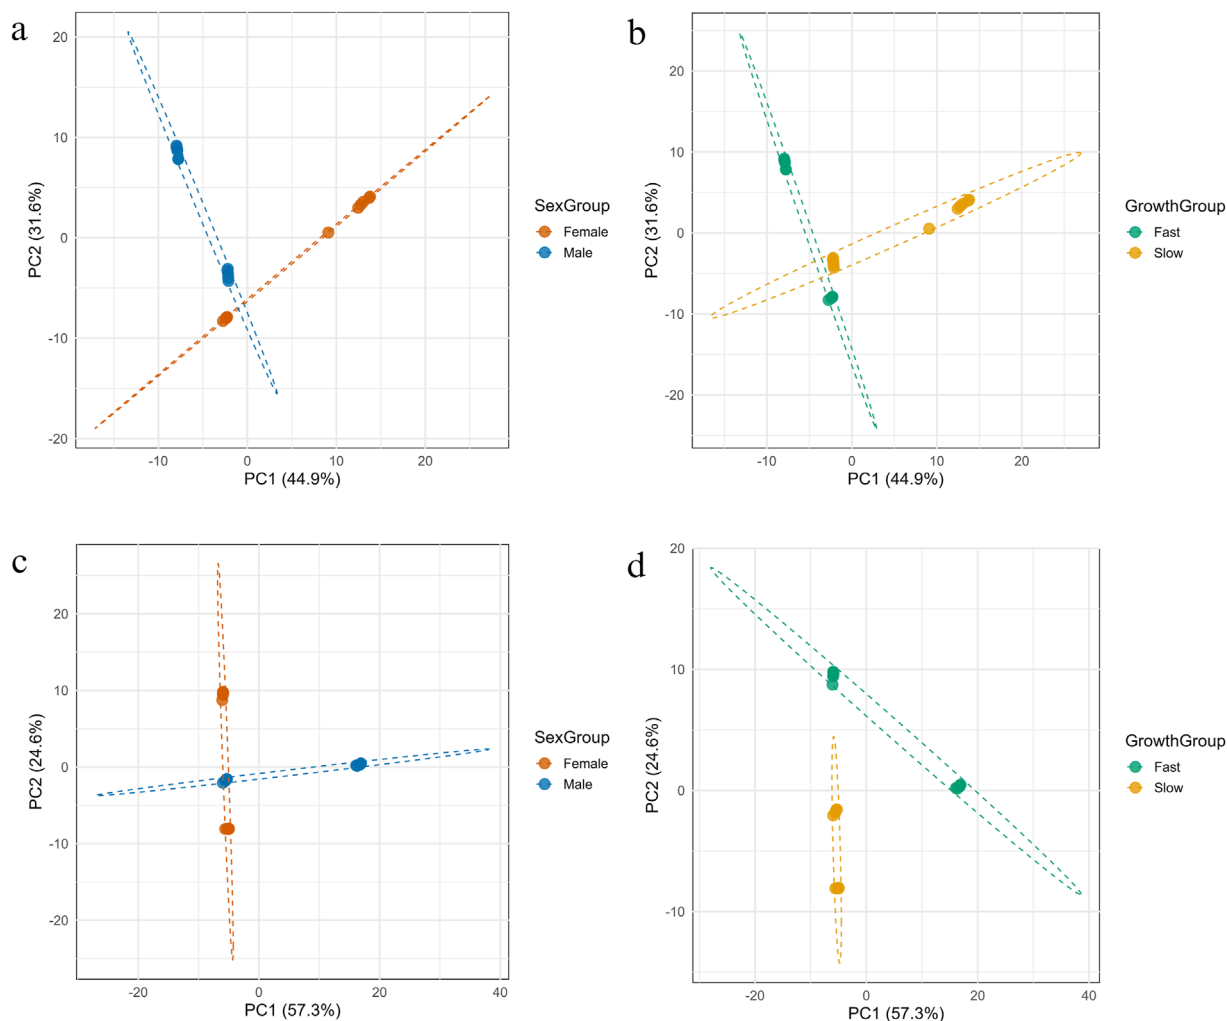 a
20
10
0
-10
-20
PC2 (31.6%)
-10
0
10
20
PC1 (44.9%)
SexGroup
Female
Male
b
20
10
0
-10
-20
PC2 (31.6%)
-10
0
10
20
PC1 (44.9%)
GrowthGroup
Fast
Slow
c
20
10
0
-10
-20
PC2 (24.6%)
-20
0
20
40
PC1 (57.3%)
SexGroup
Female
Male
d
20
10
0
-10
PC2 (24.6%)
-20
0
20
40
PC1 (57.3%)
GrowthGroup
Fast
Slow